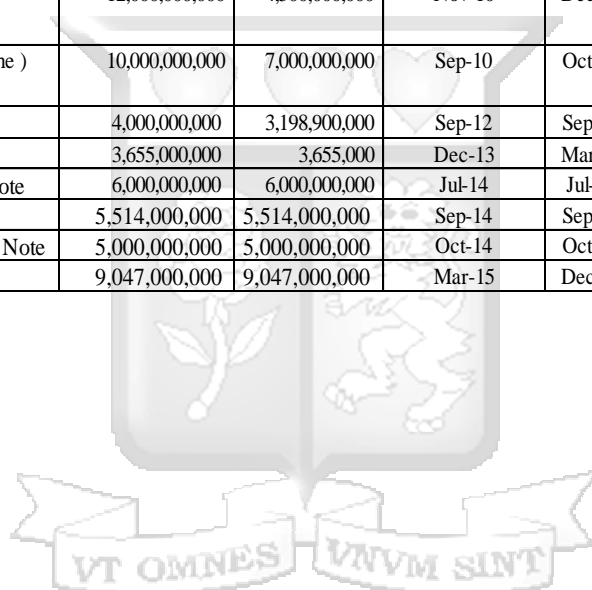 ne ) 10,000,000,000 7,000,000,000 Sep-10 Oct
4,000,000,000 3,198,900,000 Sep-12 Sep
3,655,000,000 3,655,000 Dec-13 Mar
ote 6,000,000,000 6,000,000,000 Jul-14 Jul-
5,514,000,000 5,514,000,000 Sep-14 Sep
Note 5,000,000,000 5,000,000,000 Oct-14 Oct
9,047,000,000 9,047,000,000 Mar-15 Dec
VT OMNES VNVM SINT